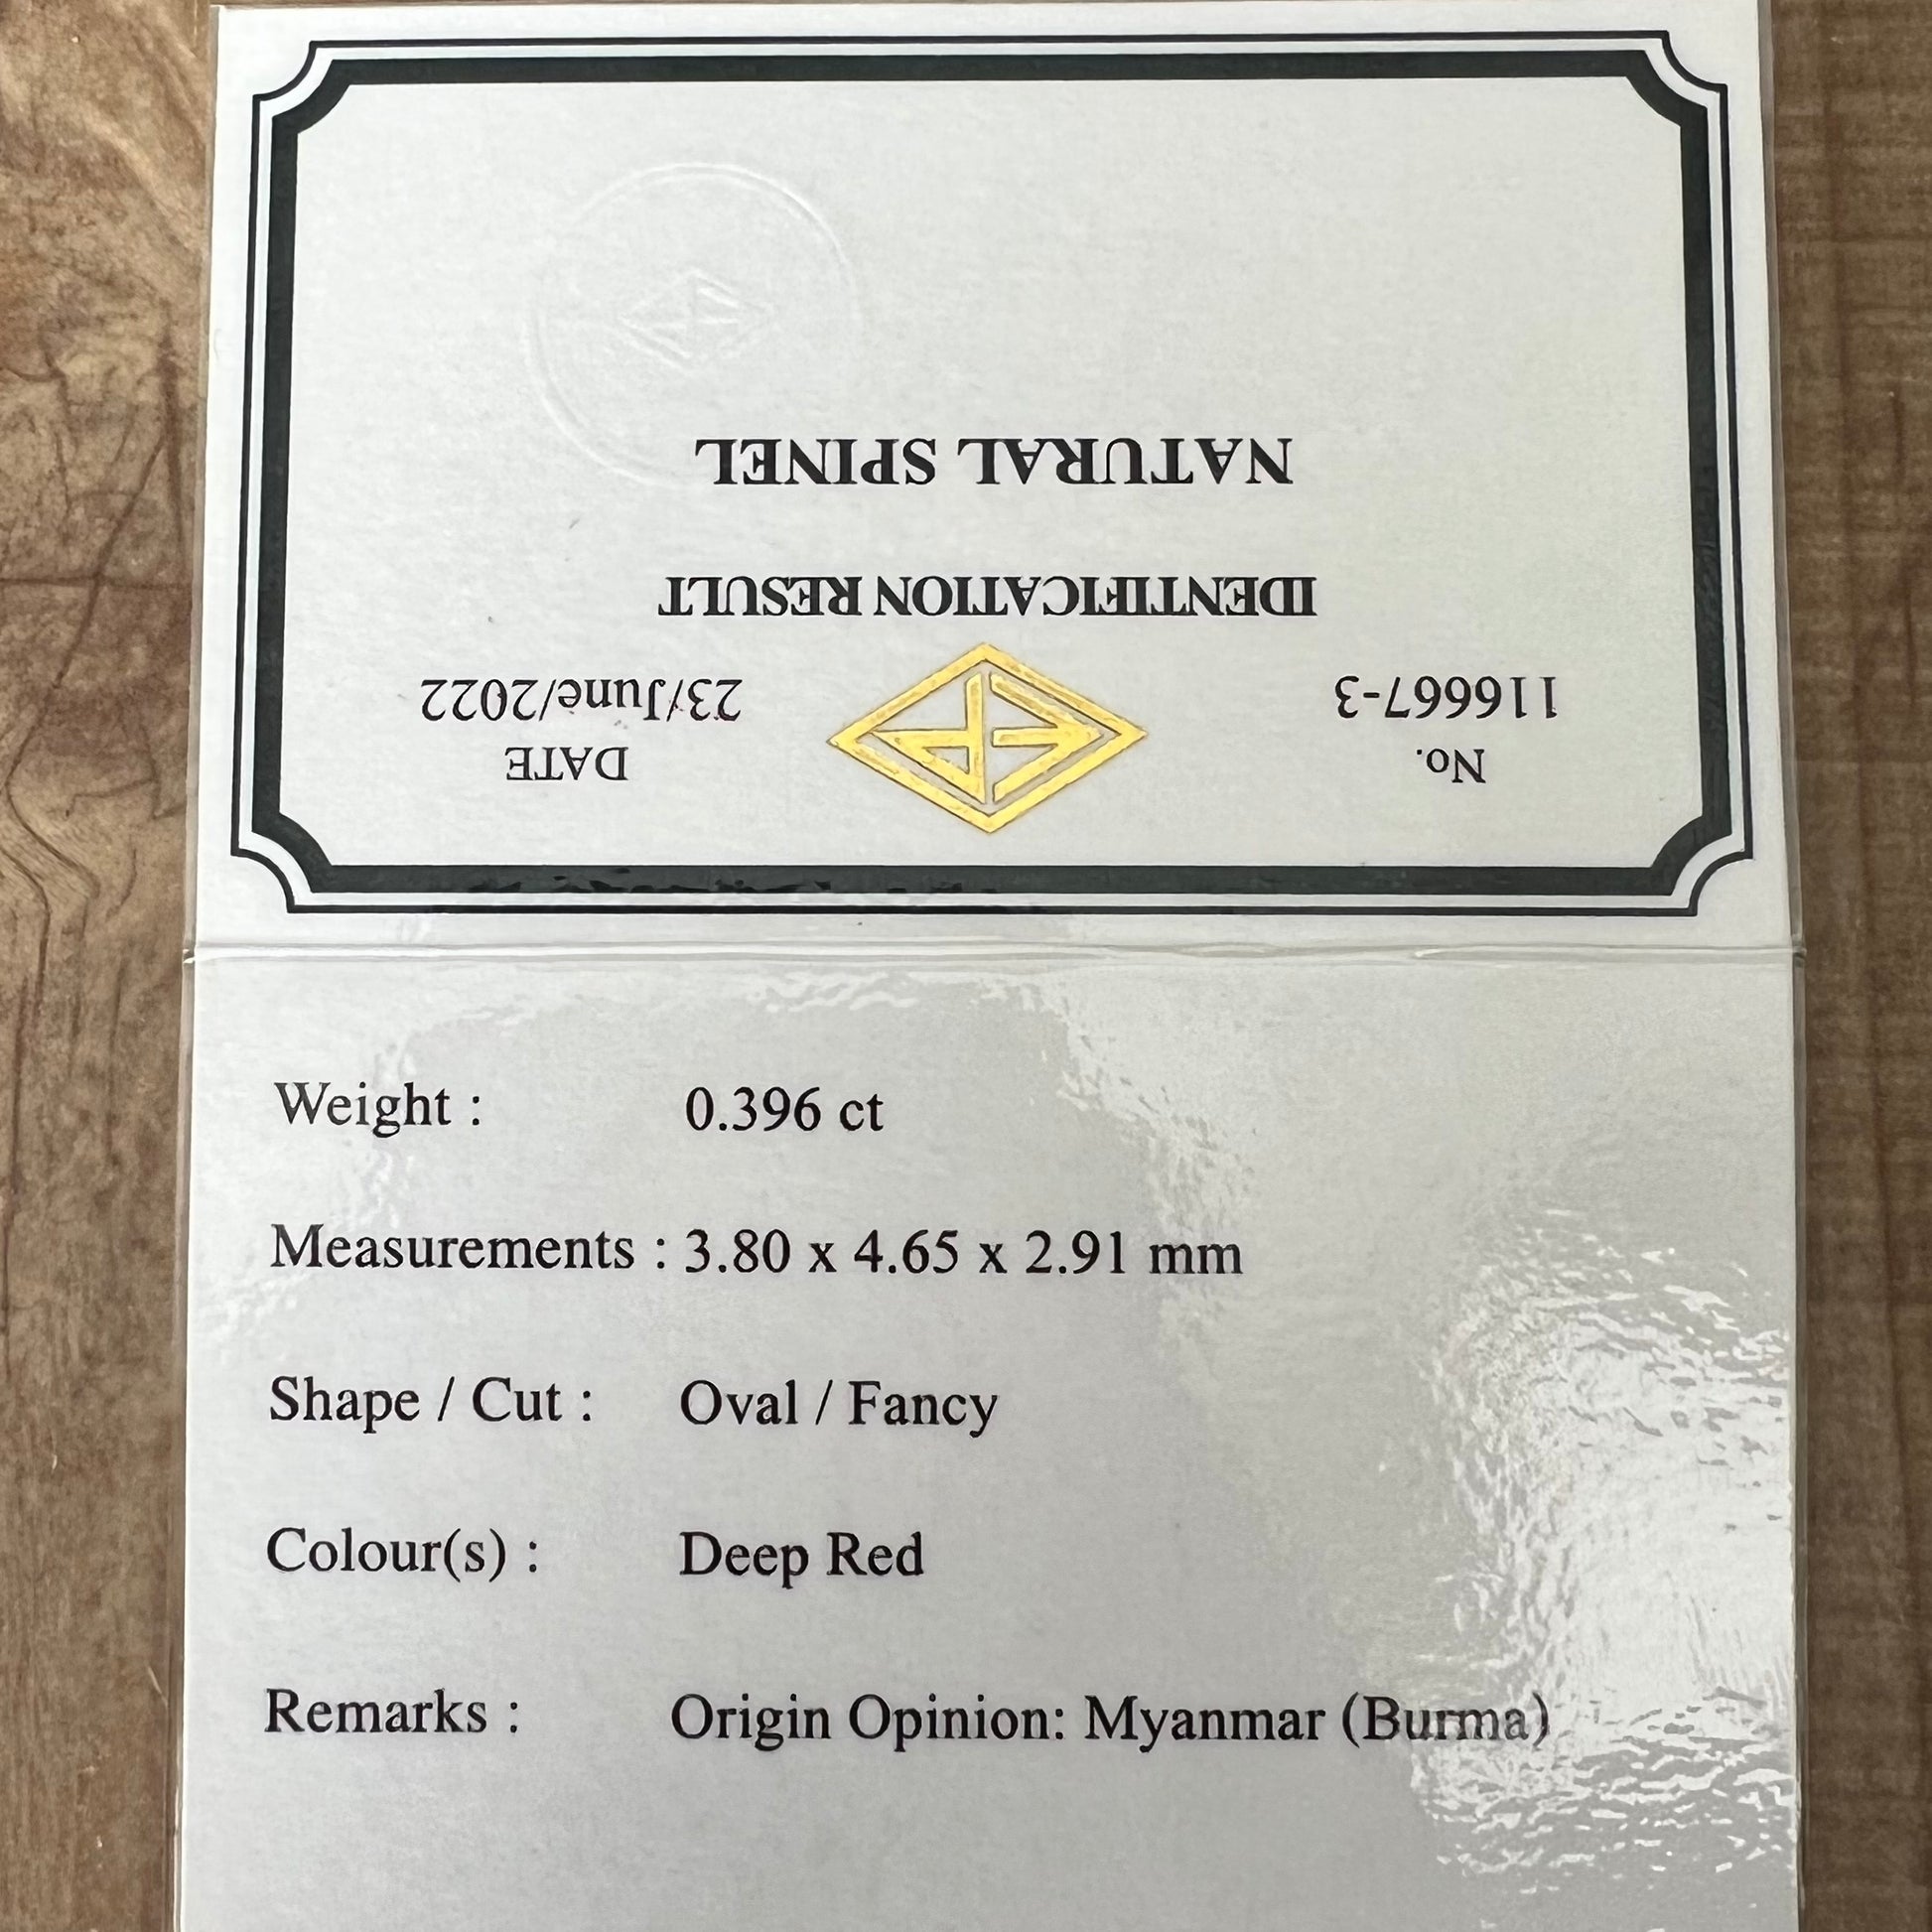 No.
116667-3
DATE
23/June/2022
IDENTIFICATION RESULT
NATURAL SPINEL
Weight : 0.396 ct
Measurements : 3.80 x 4.65 x 2.91 mm
Shape / Cut : Oval / Fancy
Colour(s) : Deep Red
Remarks : Origin Opinion: Myanmar (Burma)